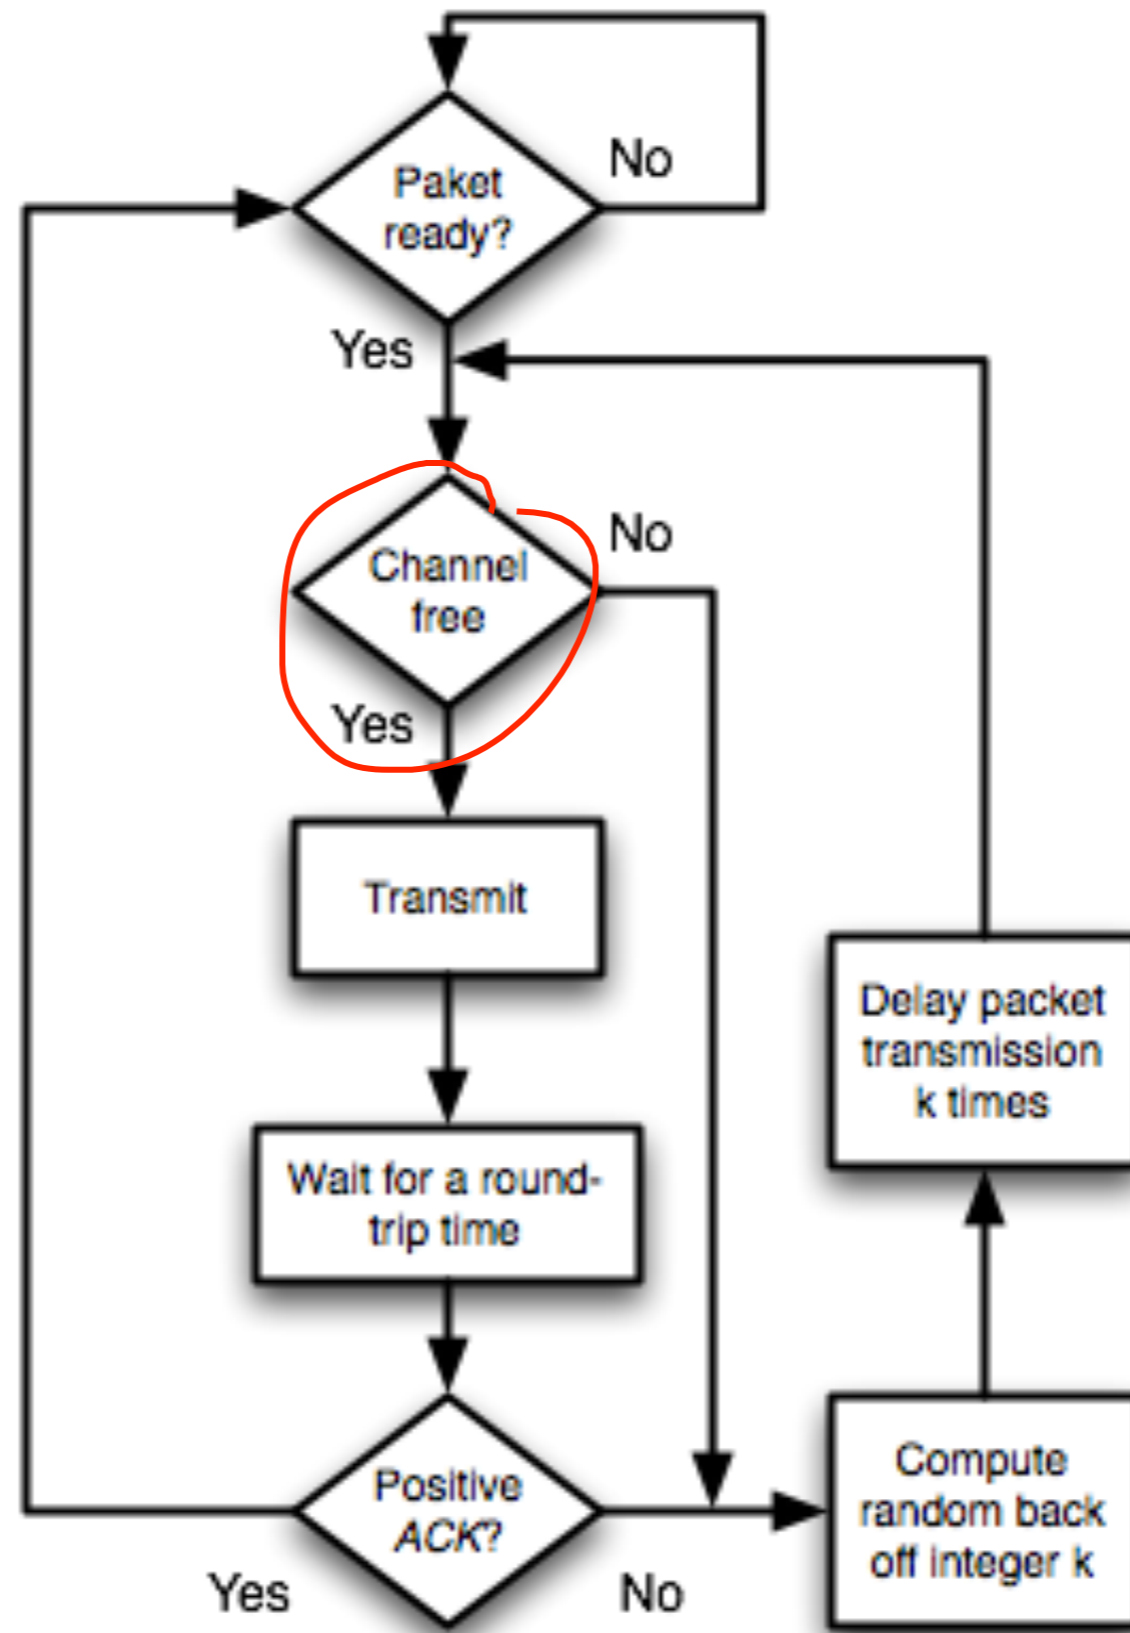 Paket
ready?
No
Yes
Channel
free
No
Yes
Transmit
Wait for a round-
trip time
Positive
ACK?
Yes
No
Delay packet
transmission
k times
Compute
random back
off integer k